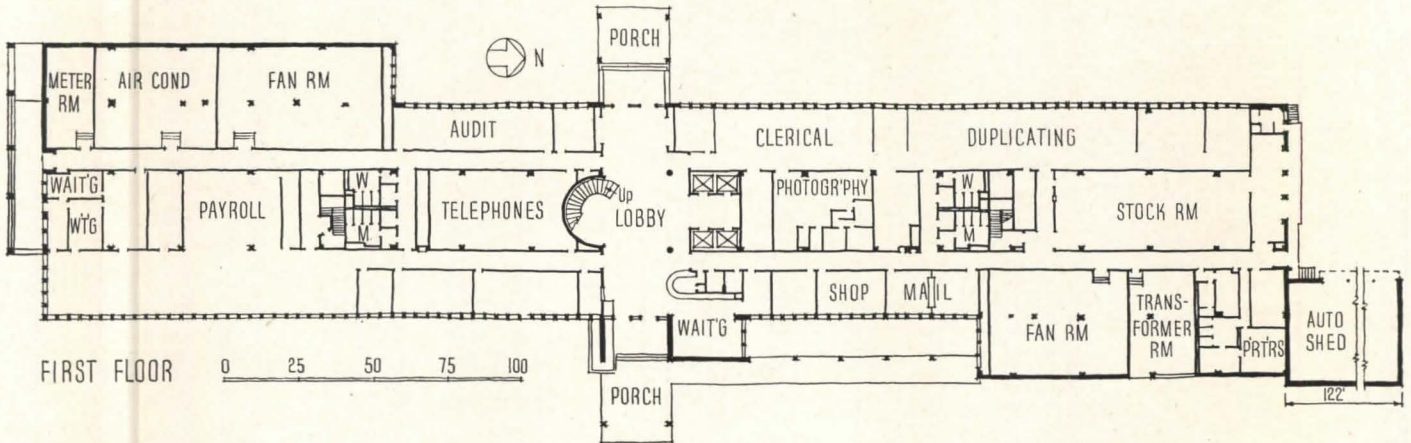 PORCH
N
METER
RM
AIR COND
FAN RM
AUDIT
CLERICAL
DUPLICATING
WAIT'G
W'T'G
PAYROLL
W
M
TELEPHONES
Up
LOBBY
PHOTOGR'PHY
W
M
STOCK RM
SHOP
MAIL
WAIT'G
FAN RM
TRANS-
FORMER
RM
P'RT'RS
AUTO
SHED
122'
PORCH
FIRST FLOOR
0 25 50 75 100